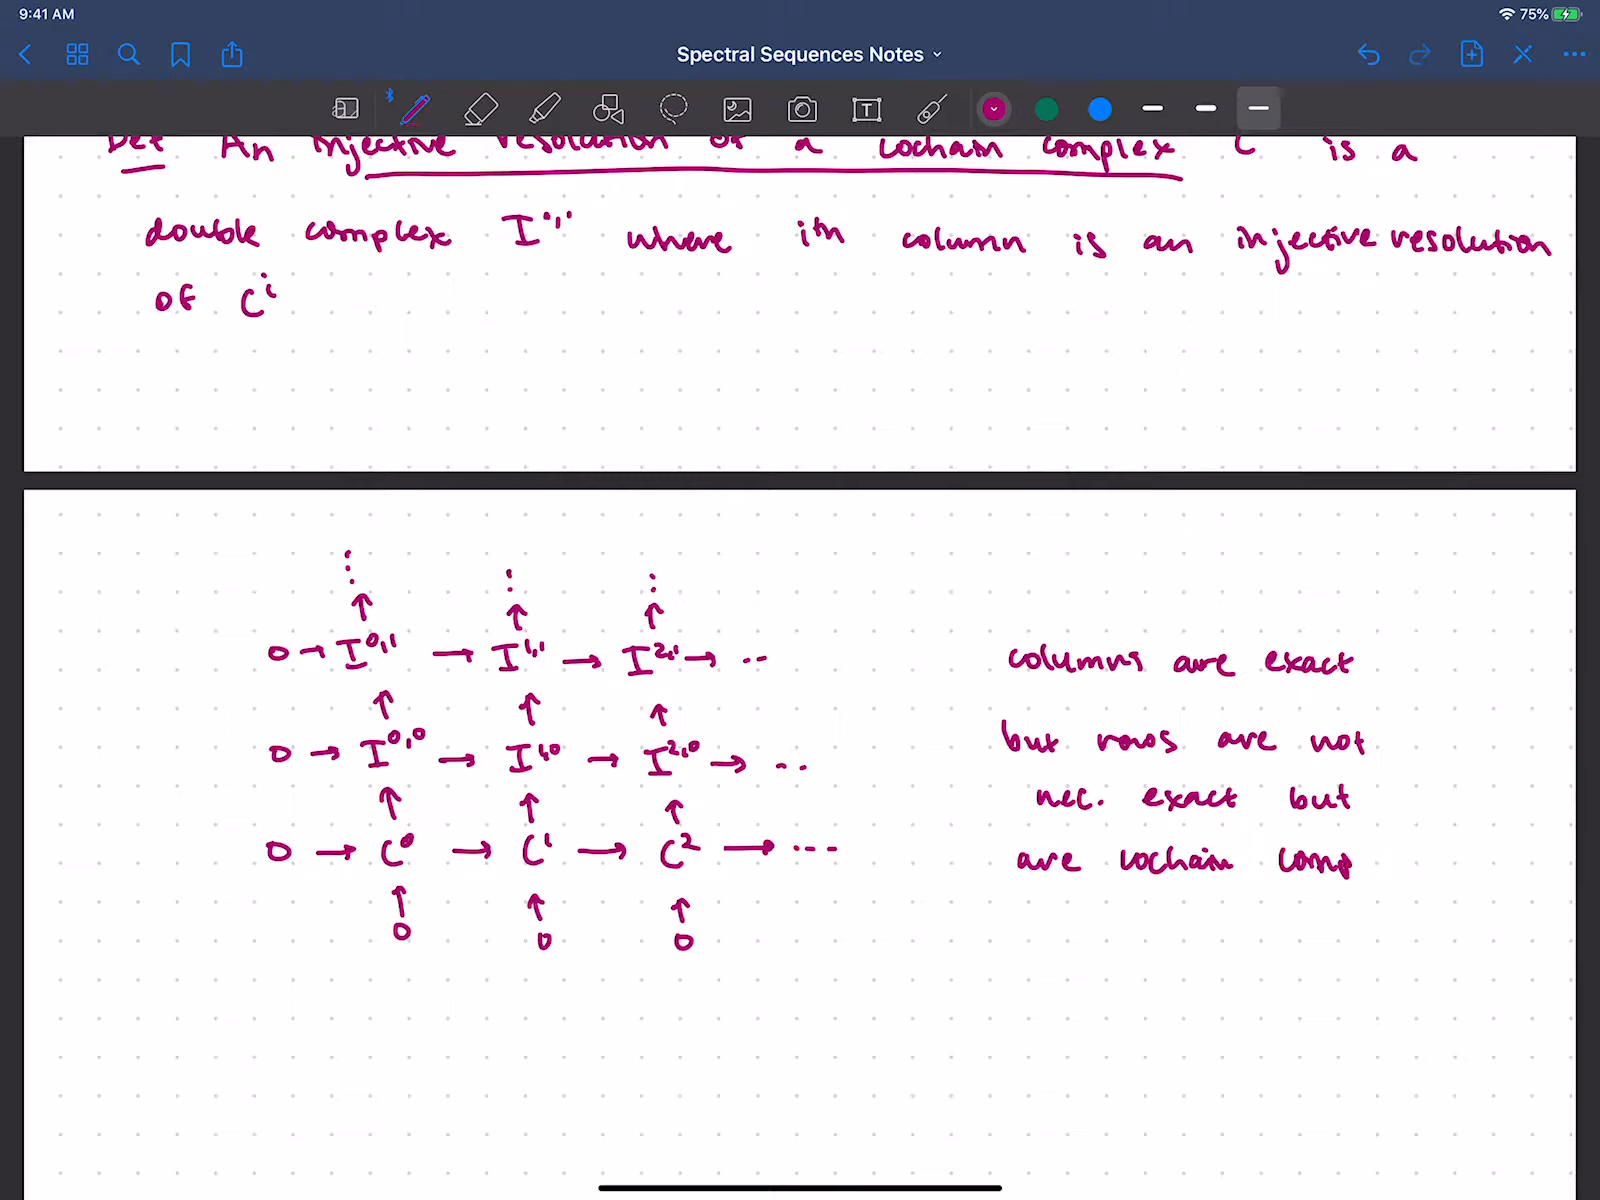 9:41 AM
75%
Spectral Sequences Notes
Def An injective resolution of a cochain complex C is a
double complex I^{•,•} where ith column is an injective resolution
of C^i
0 → I^{0,1} → I^{1,1} → I^{2,1} → ..
0 → I^{0,0} → I^{1,0} → I^{2,0} → ..
0 → C^0 → C^1 → C^2 → ...
0 0 0
columns are exact
but rows are not
nec. exact but
are cochain comp